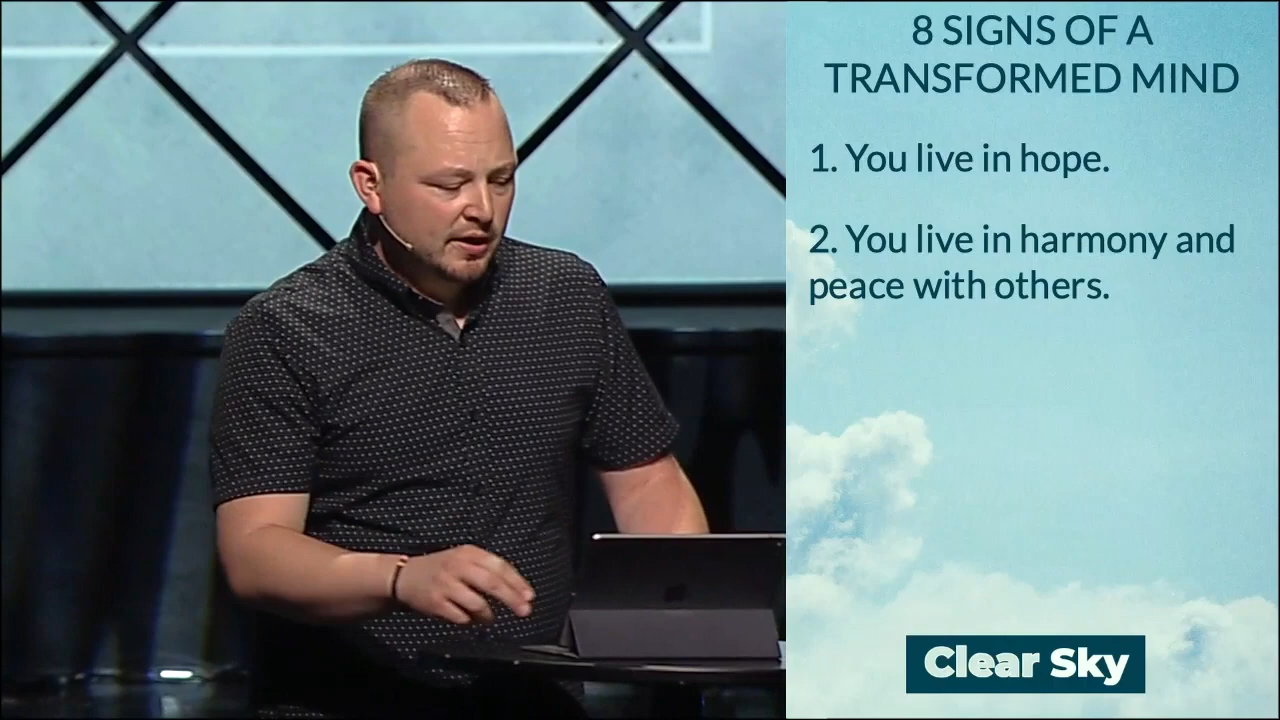 8 SIGNS OF A
TRANSFORMED MIND
1. You live in hope.
2. You live in harmony and
peace with others.
Clear Sky